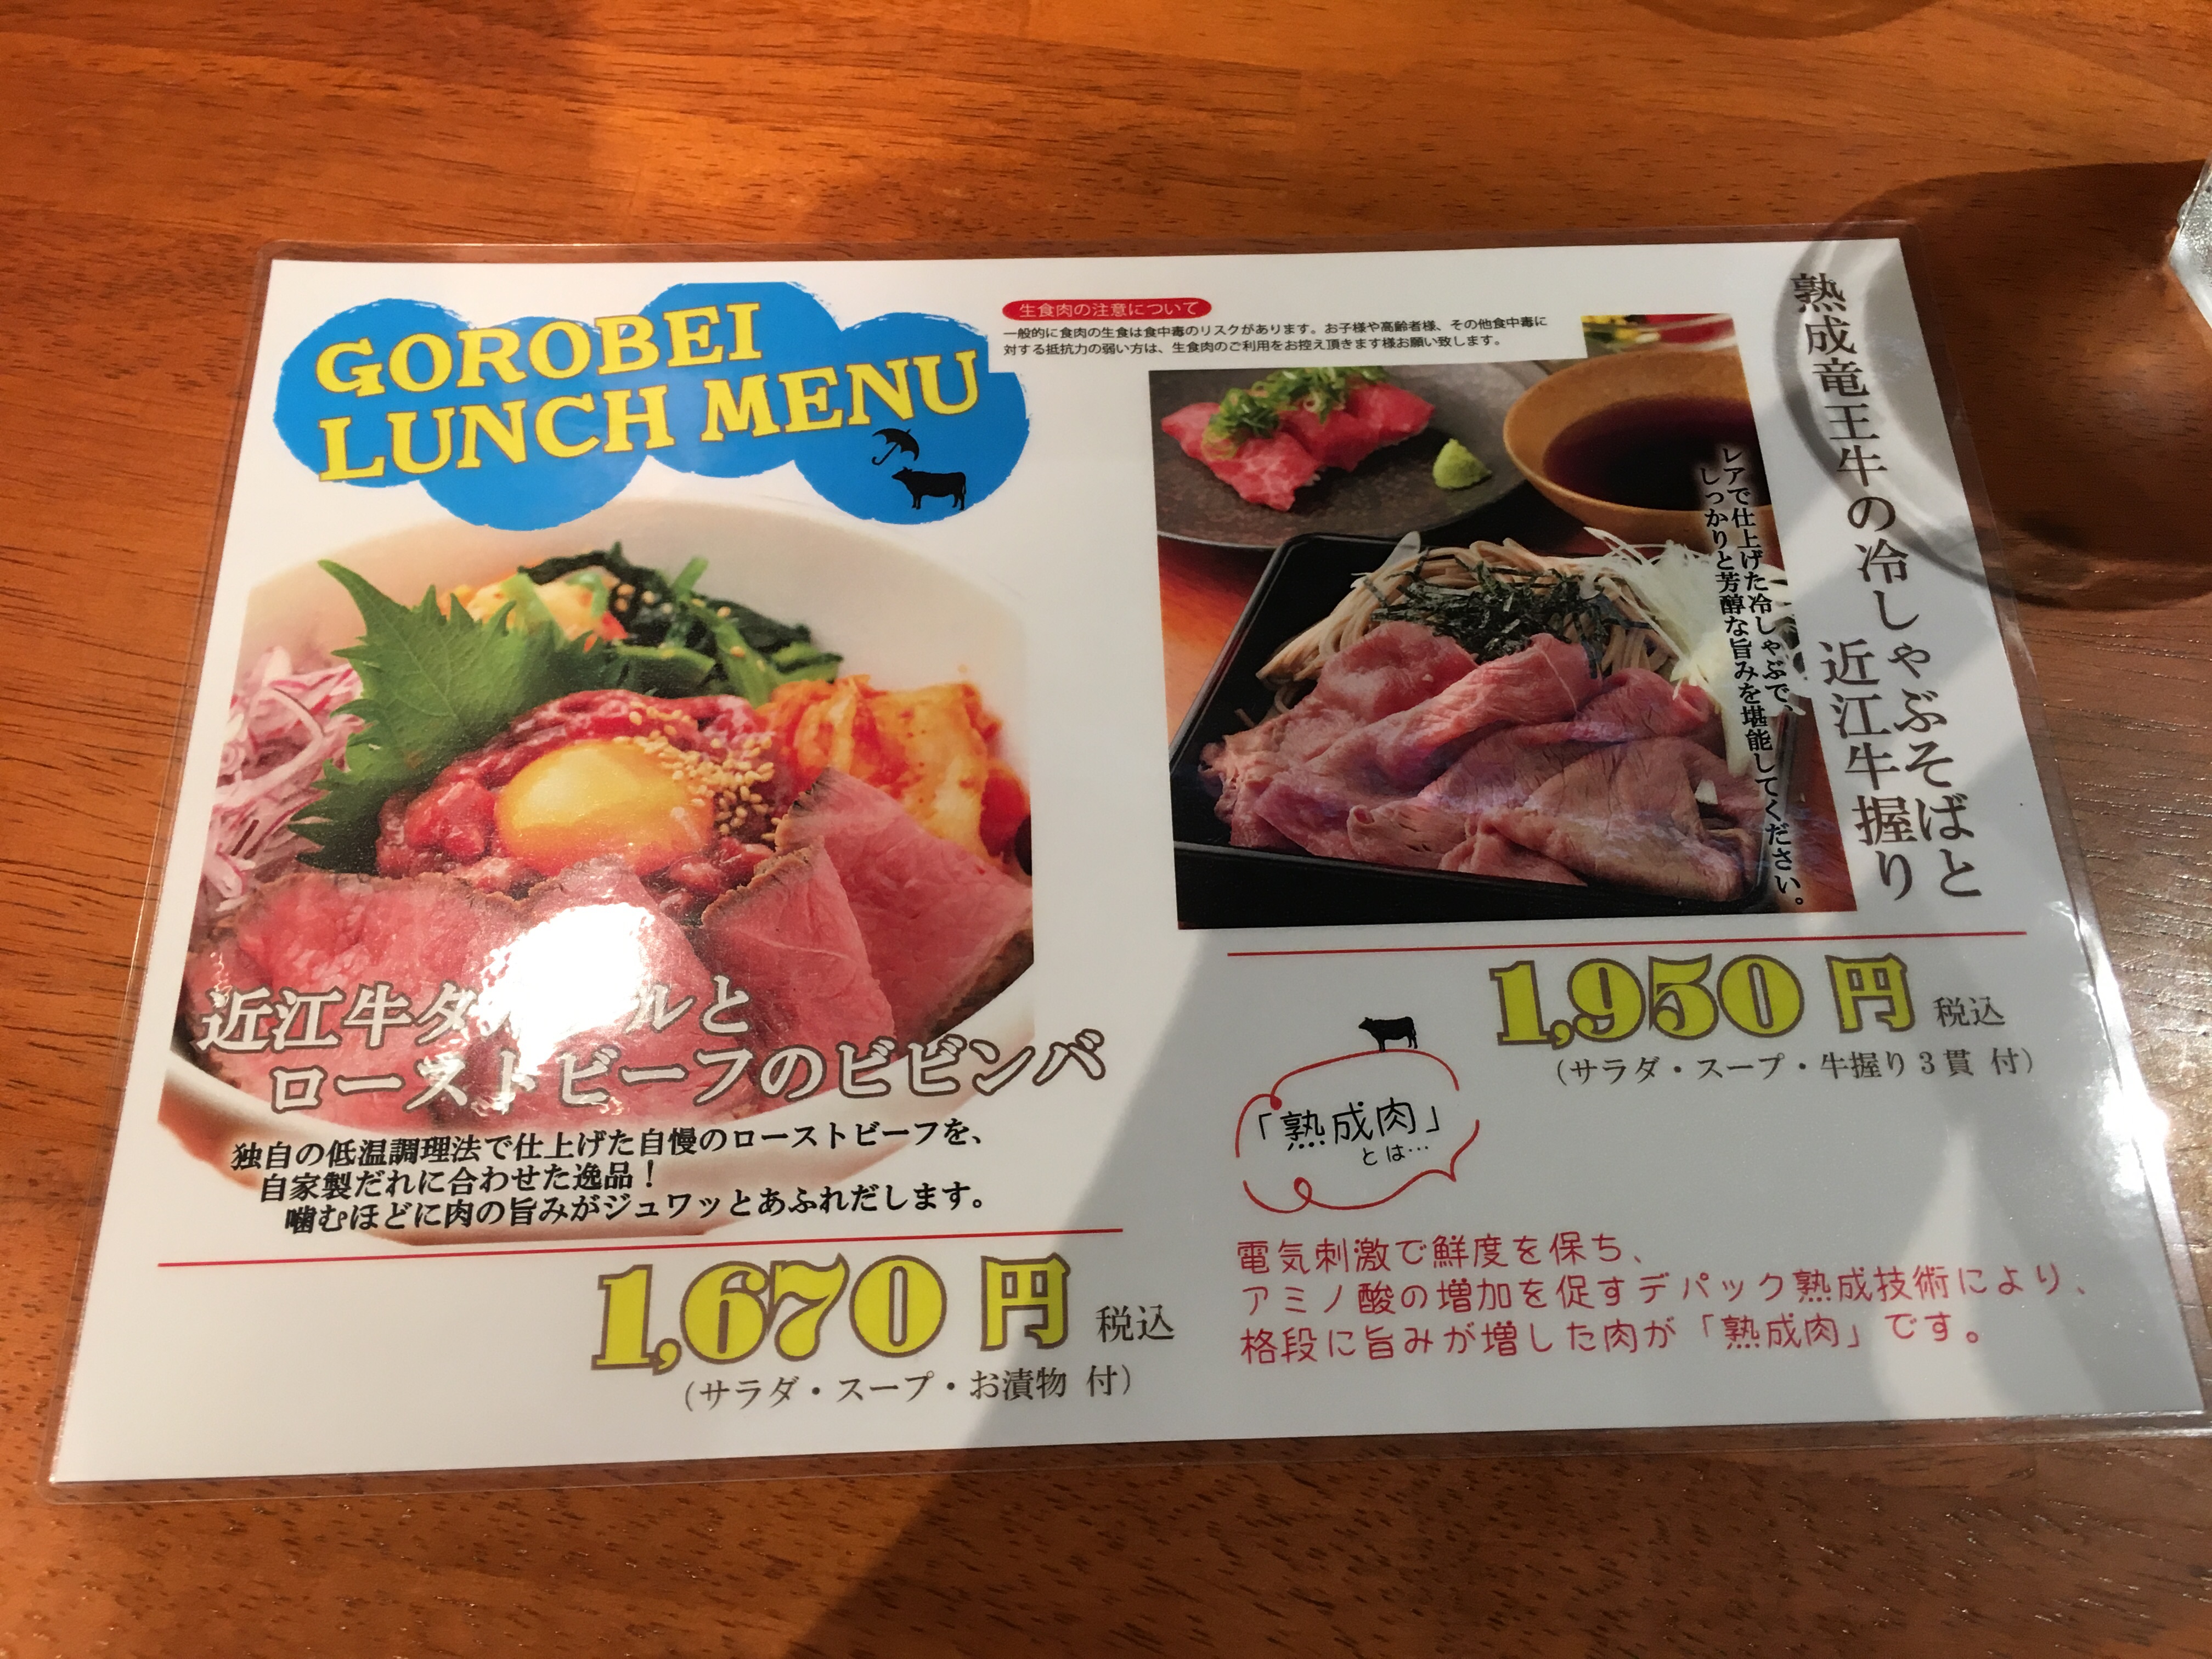 GOROBEI
LUNCH MENU
生食肉の注意について
一般的に食肉の生食は食中毒のリスクがあります。お子様や高齢者様、その他食中毒に
対する抵抗力の弱い方は、生食肉のご利用をお控え頂きます様お願い致します。
近江牛タ ルと
ローストビーフのビビンバ
独自の低温調理法で仕上げた自慢のローストビーフを、
自家製だれに合わせた逸品！
噛むほどに肉の旨みがジュワッとあふれだします。
1,670 円 税込
（サラダ・スープ・お漬物 付）
熟成竜王牛の冷しゃぶそばと
近江牛握り
レアで仕上げた冷しゃぶで、
しっかりと芳醇な旨みを堪能してください。
1,950 円 税込
（サラダ・スープ・牛握り3貫 付）
「熟成肉」
とは…
電気刺激で鮮度を保ち、
アミノ酸の増加を促すデパック熟成技術により、
格段に旨みが増した肉が「熟成肉」です。